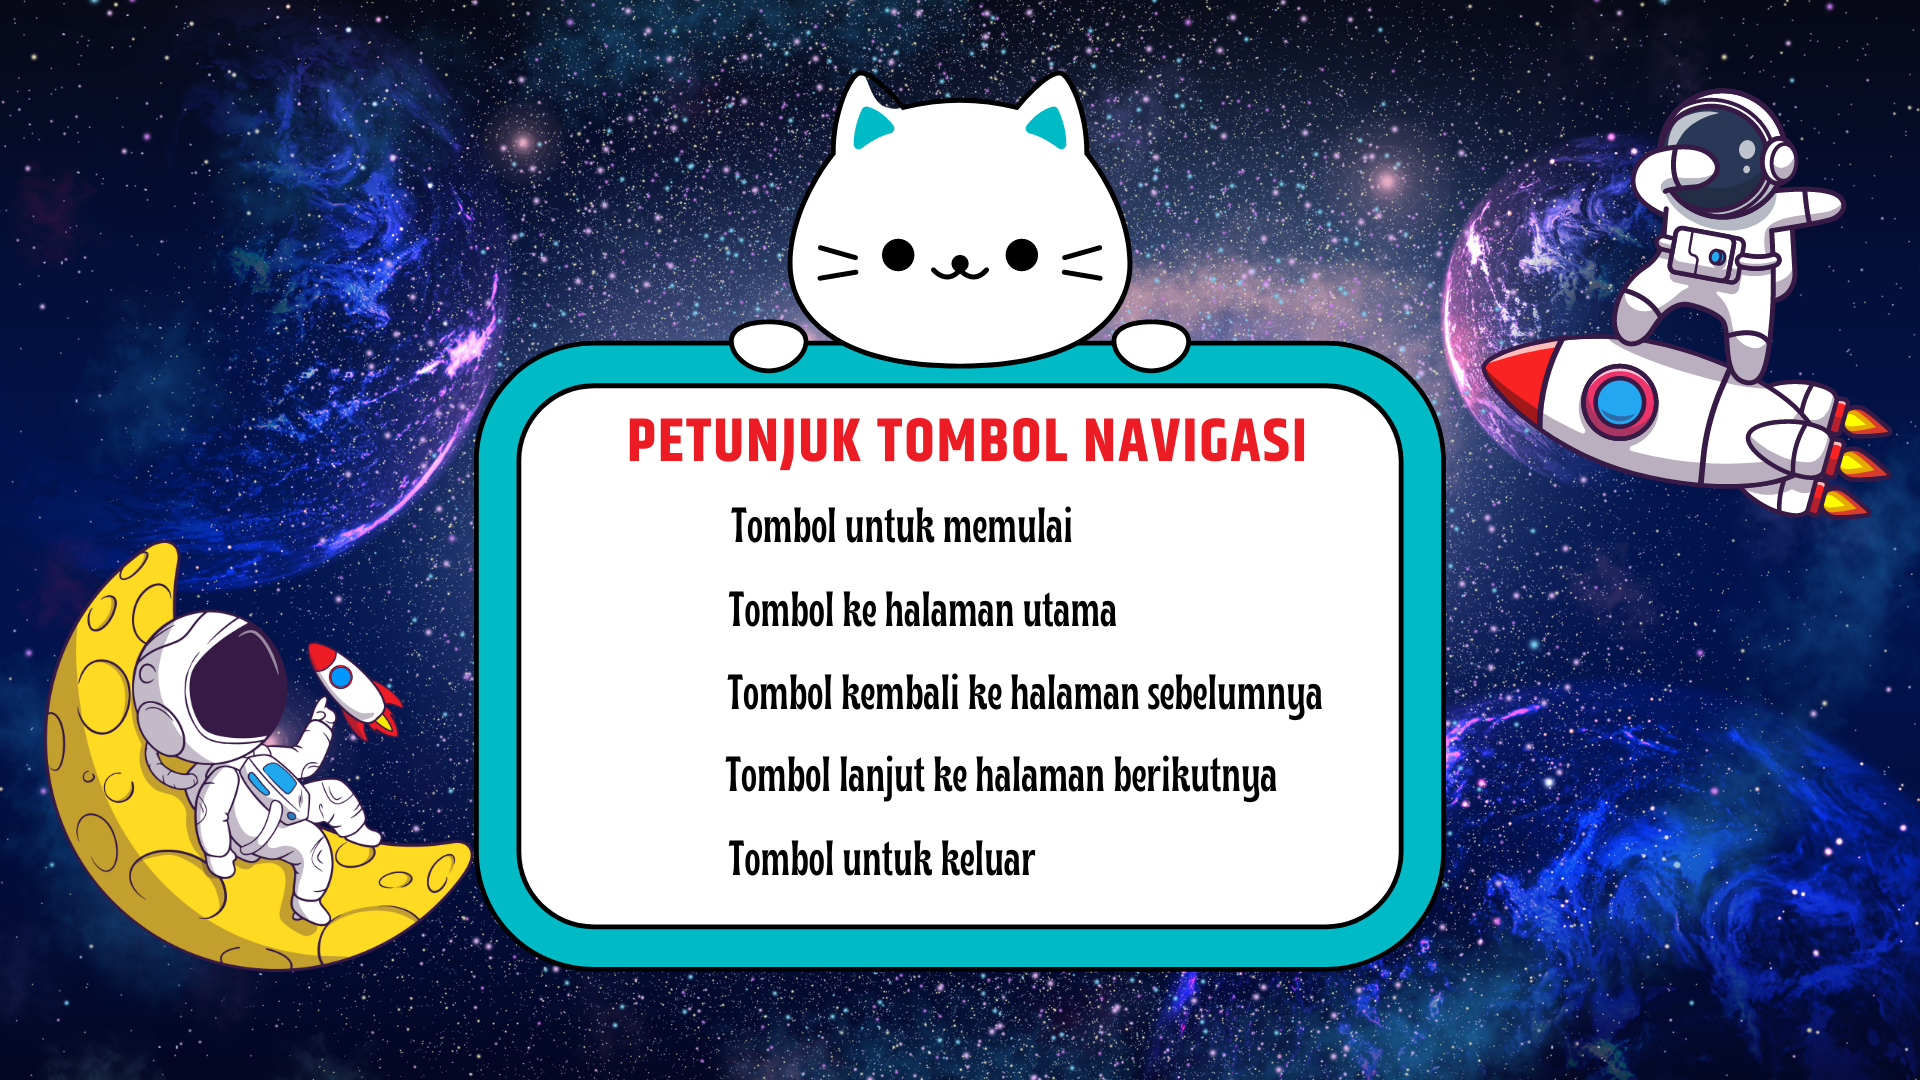 PETUNJUK TOMBOL NAVIGASI
Tombol untuk memulai
Tombol ke halaman utama
Tombol kembali ke halaman sebelumnya
Tombol lanjut ke halaman berikutnya
Tombol untuk keluar